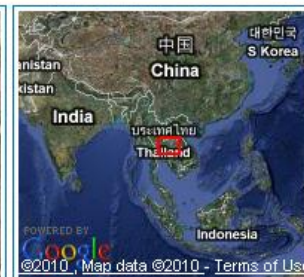 대한민국
S Korea
中国
China
anistan
kistan
India
ประเทศไทย
Thailand
Indonesia
POWERED BY
Google
©2010 , Map data ©2010 - Terms of Us